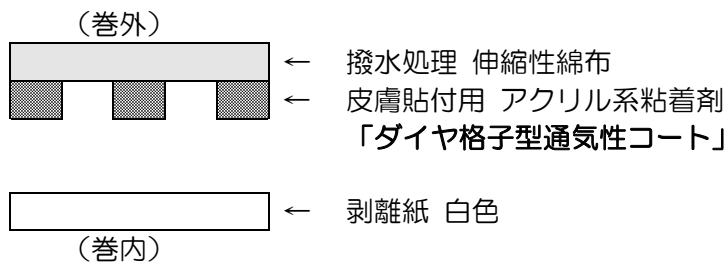 （巻外）
← 撥水処理 伸縮性綿布
← 皮膚貼付用 アクリル系粘着剤
「ダイヤ格子型通気性コート」
← 剥離紙 白色
（巻内）